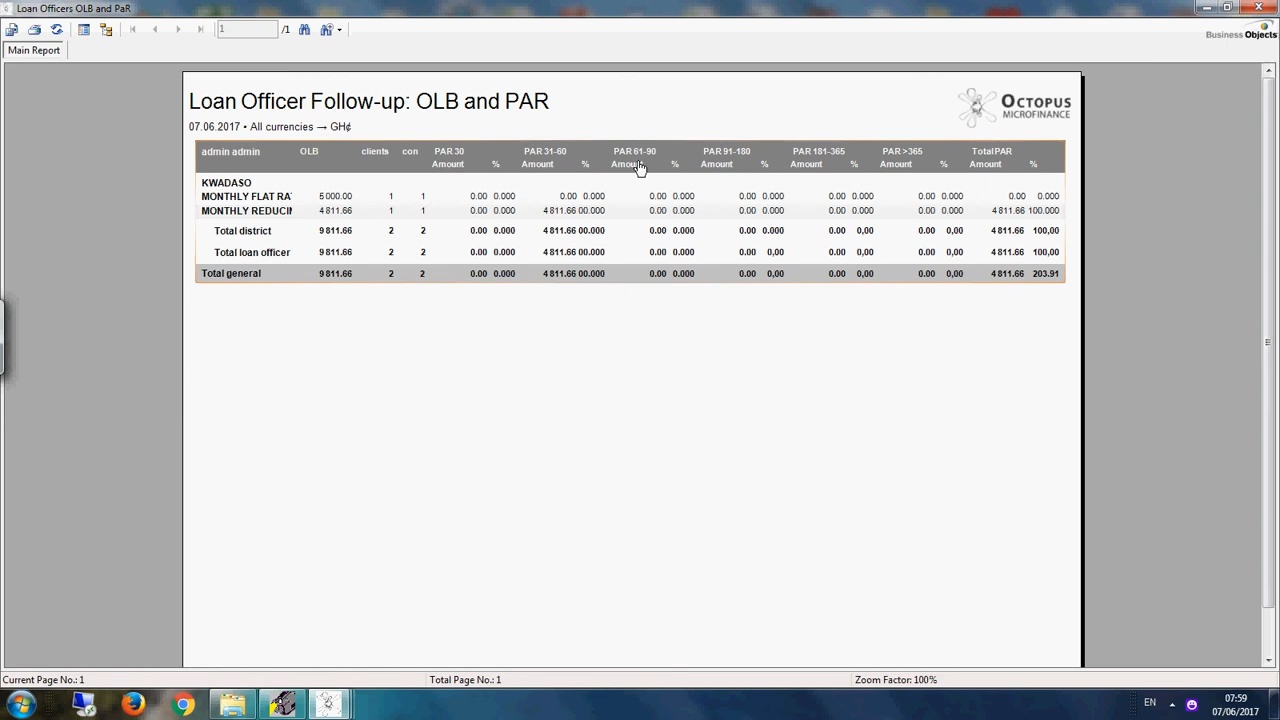 Loan Officers OLB and PaR
1 /1
Business Objects
Main Report
Loan Officer Follow-up: OLB and PAR
OCTOPUS
MICROFINANCE
07.06.2017 • All currencies → GH¢
admin admin OLB clients con PAR 30 PAR 31-60 PAR 61-90 PAR 91-180 PAR 181-365 PAR >365 Total PAR
Amount % Amount % Amount % Amount % Amount % Amount % Amount %
KWADASO
MONTHLY FLAT RA 5 000.00 1 1 0.00 0.000 0.00 0.000 0.00 0.000 0.00 0.000 0.00 0.000 0.00 0.000 0.00 0.000
MONTHLY REDUCIN 4 811.66 1 1 0.00 0.000 4 811.66 00.000 0.00 0.000 0.00 0.000 0.00 0.000 0.00 0.000 4 811.66 100.000
Total district 9 811.66 2 2 0.00 0.000 4 811.66 00.000 0.00 0.000 0.00 0.000 0.00 0,00 0.00 0,00 4 811.66 100,00
Total loan officer 9 811.66 2 2 0.00 0.000 4 811.66 00.000 0.00 0.000 0.00 0,00 0.00 0,00 0.00 0,00 4 811.66 100,00
Total general 9 811.66 2 2 0.00 0.000 4 811.66 00.000 0.00 0.000 0.00 0,00 0.00 0,00 0.00 0,00 4 811.66 203.91
Current Page No.: 1 Total Page No.: 1 Zoom Factor: 100%
EN 07:59
07/06/2017